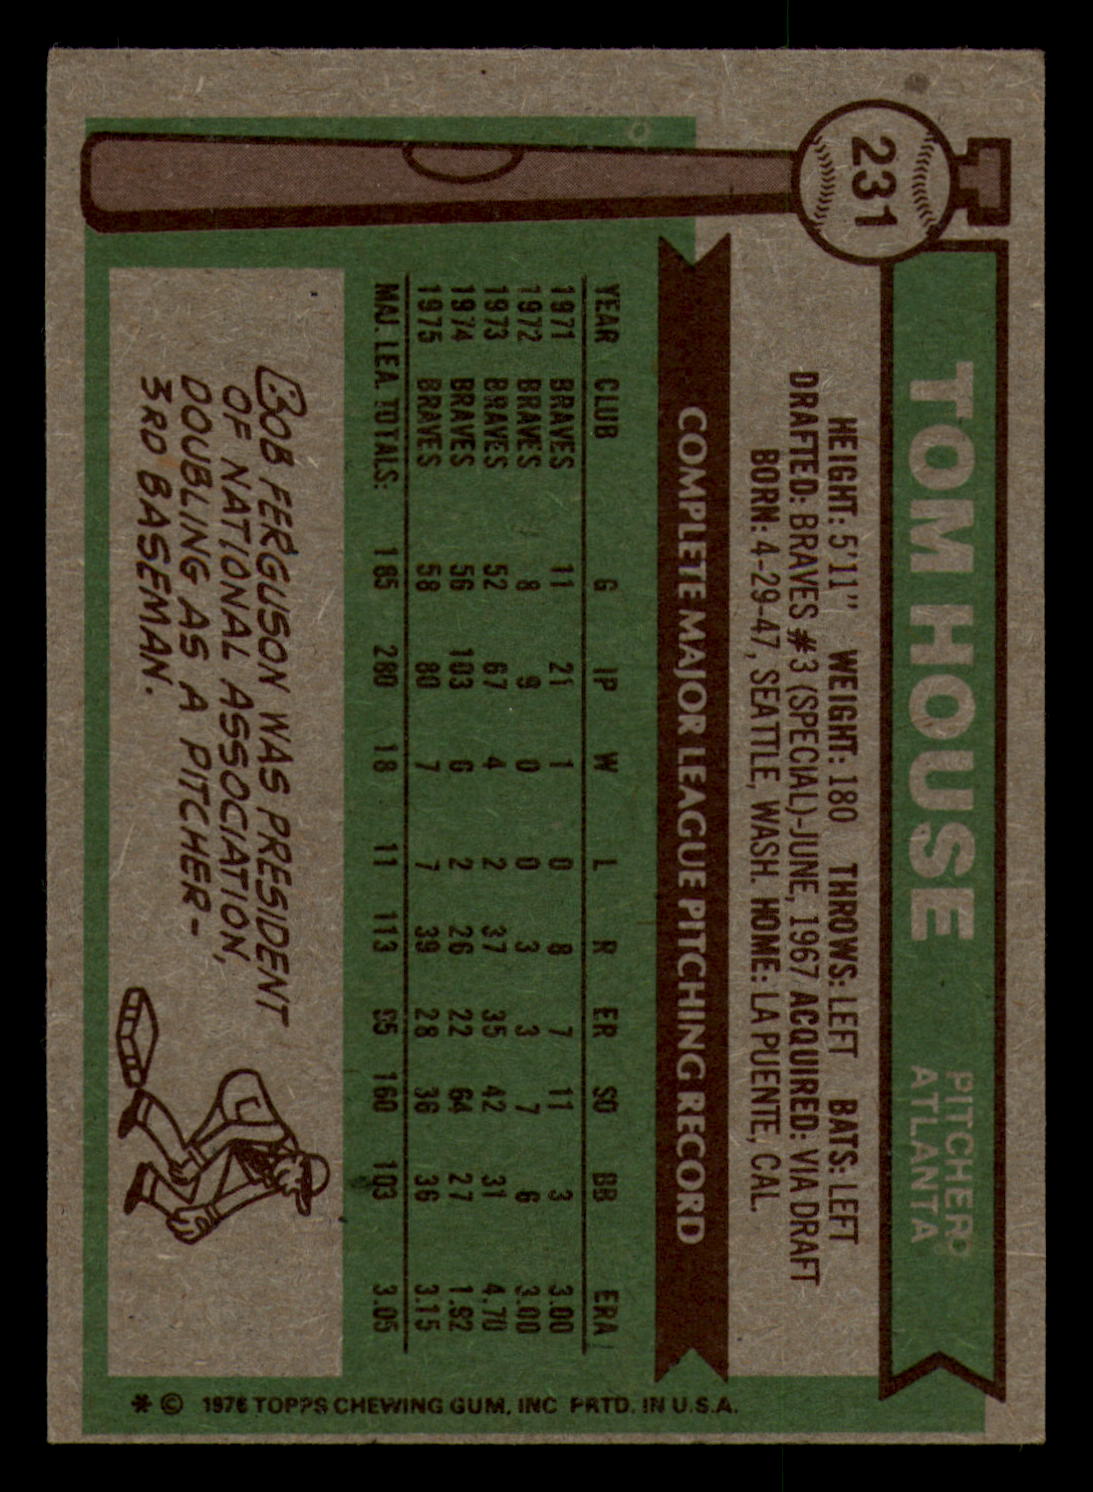 231
TOM HOUSE
PITCHER
ATLANTA
HEIGHT: 5'11" WEIGHT: 180 THROWS: LEFT BATS: LEFT
DRAFTED: BRAVES #3 (SPECIAL)-JUNE, 1967 ACQUIRED: VIA DRAFT
BORN: 4-29-47, SEATTLE, WASH. HOME: LA PUENTE, CAL.
COMPLETE MAJOR LEAGUE PITCHING RECORD
YEAR CLUB G IP W L R ER SO BB ERA
1971 BRAVES 11 21 1 0 8 7 11 3 3.00
1972 BRAVES 8 9 0 0 3 3 7 6 3.00
1973 BRAVES 52 67 4 2 37 35 42 31 4.70
1974 BRAVES 56 103 6 2 26 22 64 27 1.92
1975 BRAVES 58 80 7 7 39 28 36 36 3.15
MAJ. LEA. TOTALS: 185 280 18 11 113 95 160 103 3.05
BOB FERGUSON WAS PRESIDENT
OF NATIONAL ASSOCIATION,
DOUBLING AS A PITCHER-
3RD BASEMAN.
* © 1976 TOPPS CHEWING GUM, INC PRTD. IN U.S.A.